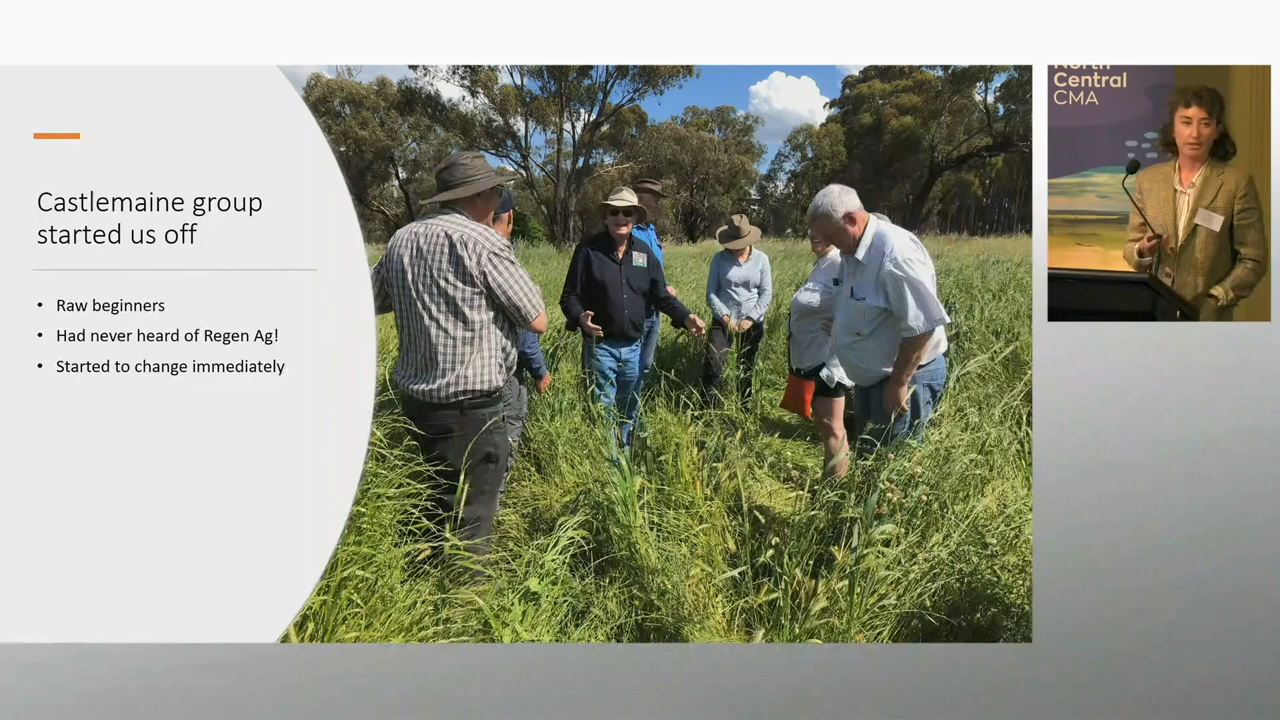 Castlemaine group
started us off
• Raw beginners
• Had never heard of Regen Ag!
• Started to change immediately
North
Central
CMA